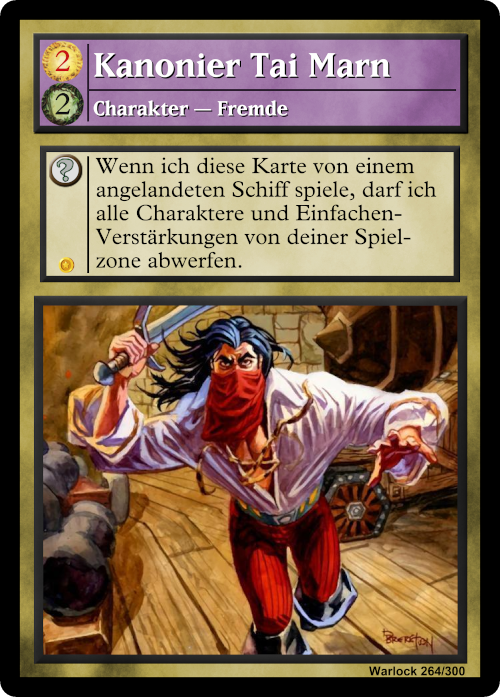 2
Kanonier Tai Marn
2
Charakter — Fremde
?
Wenn ich diese Karte von einem
angelandeten Schiff spiele, darf ich
alle Charaktere und Einfachen-
Verstärkungen von deiner Spiel-
zone abwerfen.
Warlock 264/300